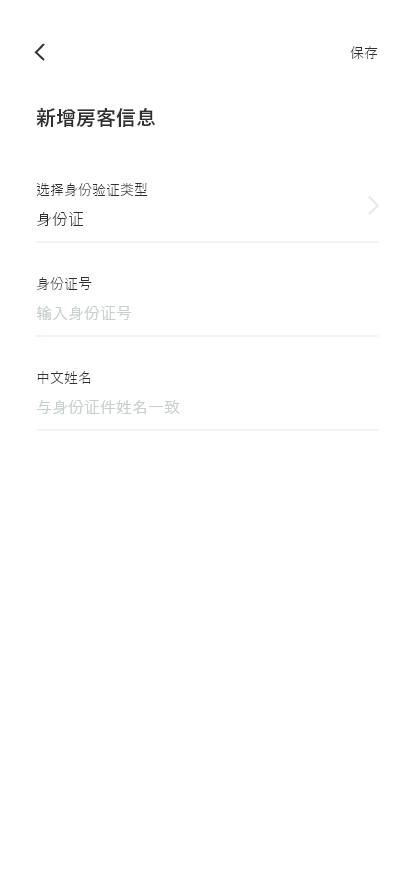 保存
新增房客信息
选择身份验证类型
身份证
身份证号
输入身份证号
中文姓名
与身份证件姓名一致